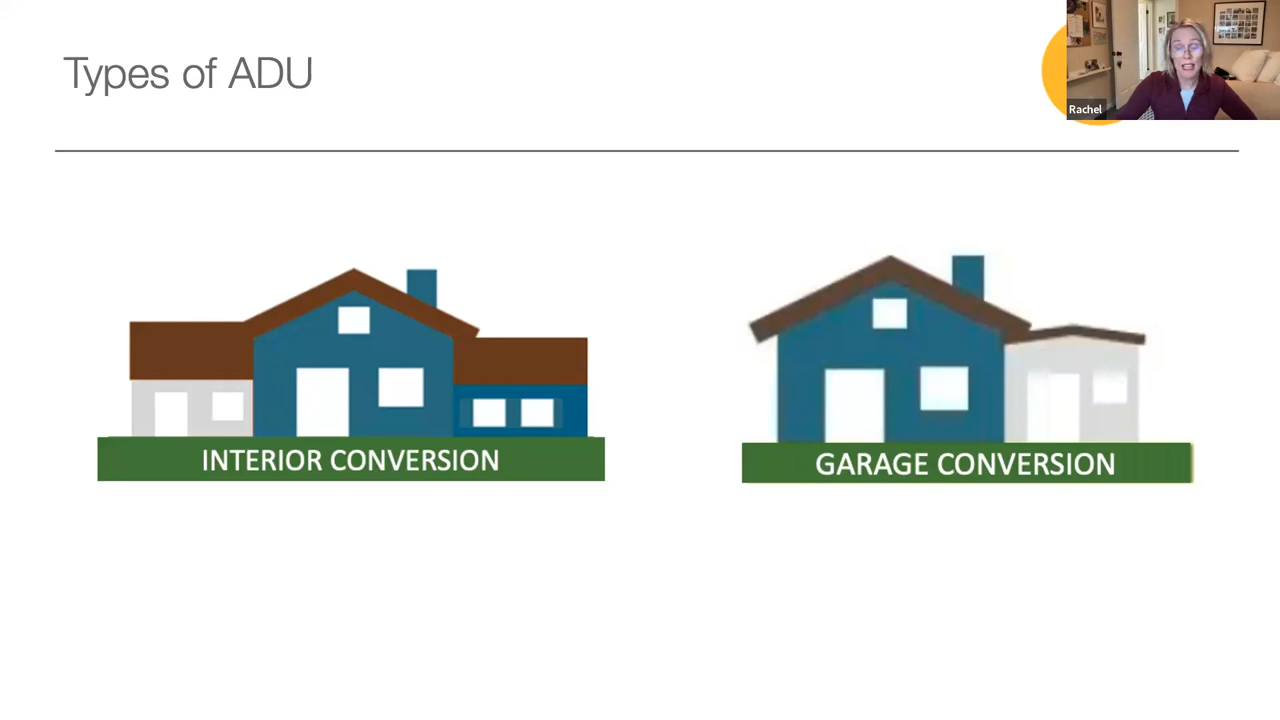 Types of ADU
Rachel
INTERIOR CONVERSION
GARAGE CONVERSION